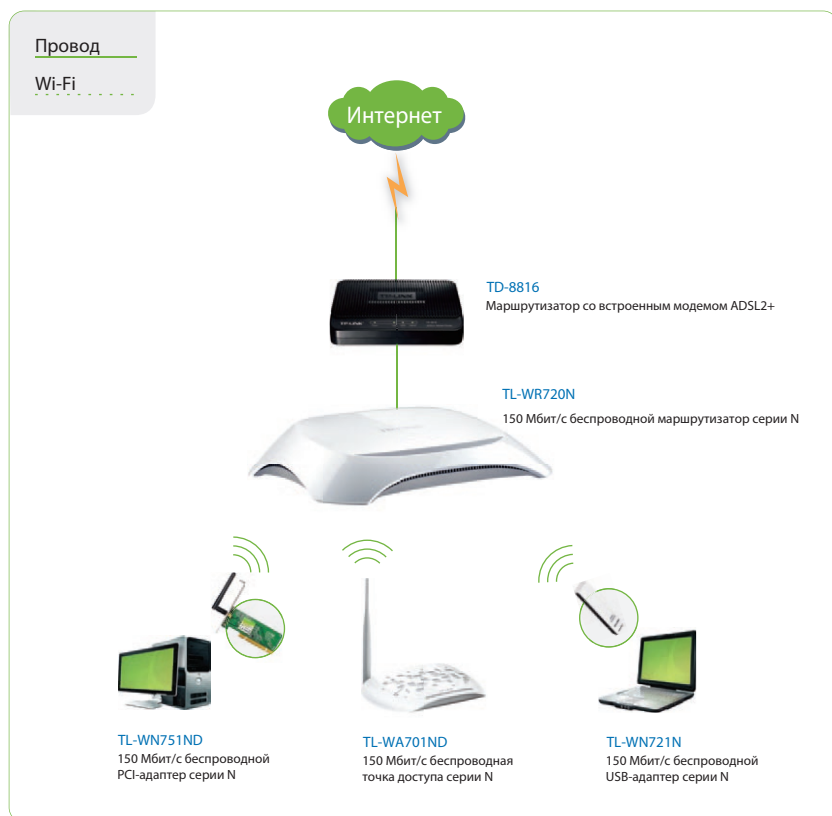 Провод
Wi-Fi
Интернет
TP-LINK
TD-8816
Маршрутизатор со встроенным модемом ADSL2+
TL-WR720N
150 Мбит/с беспроводной маршрутизатор серии N
TL-WN751ND
150 Мбит/с беспроводной
PCI-адаптер серии N
TL-WA701ND
150 Мбит/с беспроводная
точка доступа серии N
TL-WN721N
150 Мбит/с беспроводной
USB-адаптер серии N